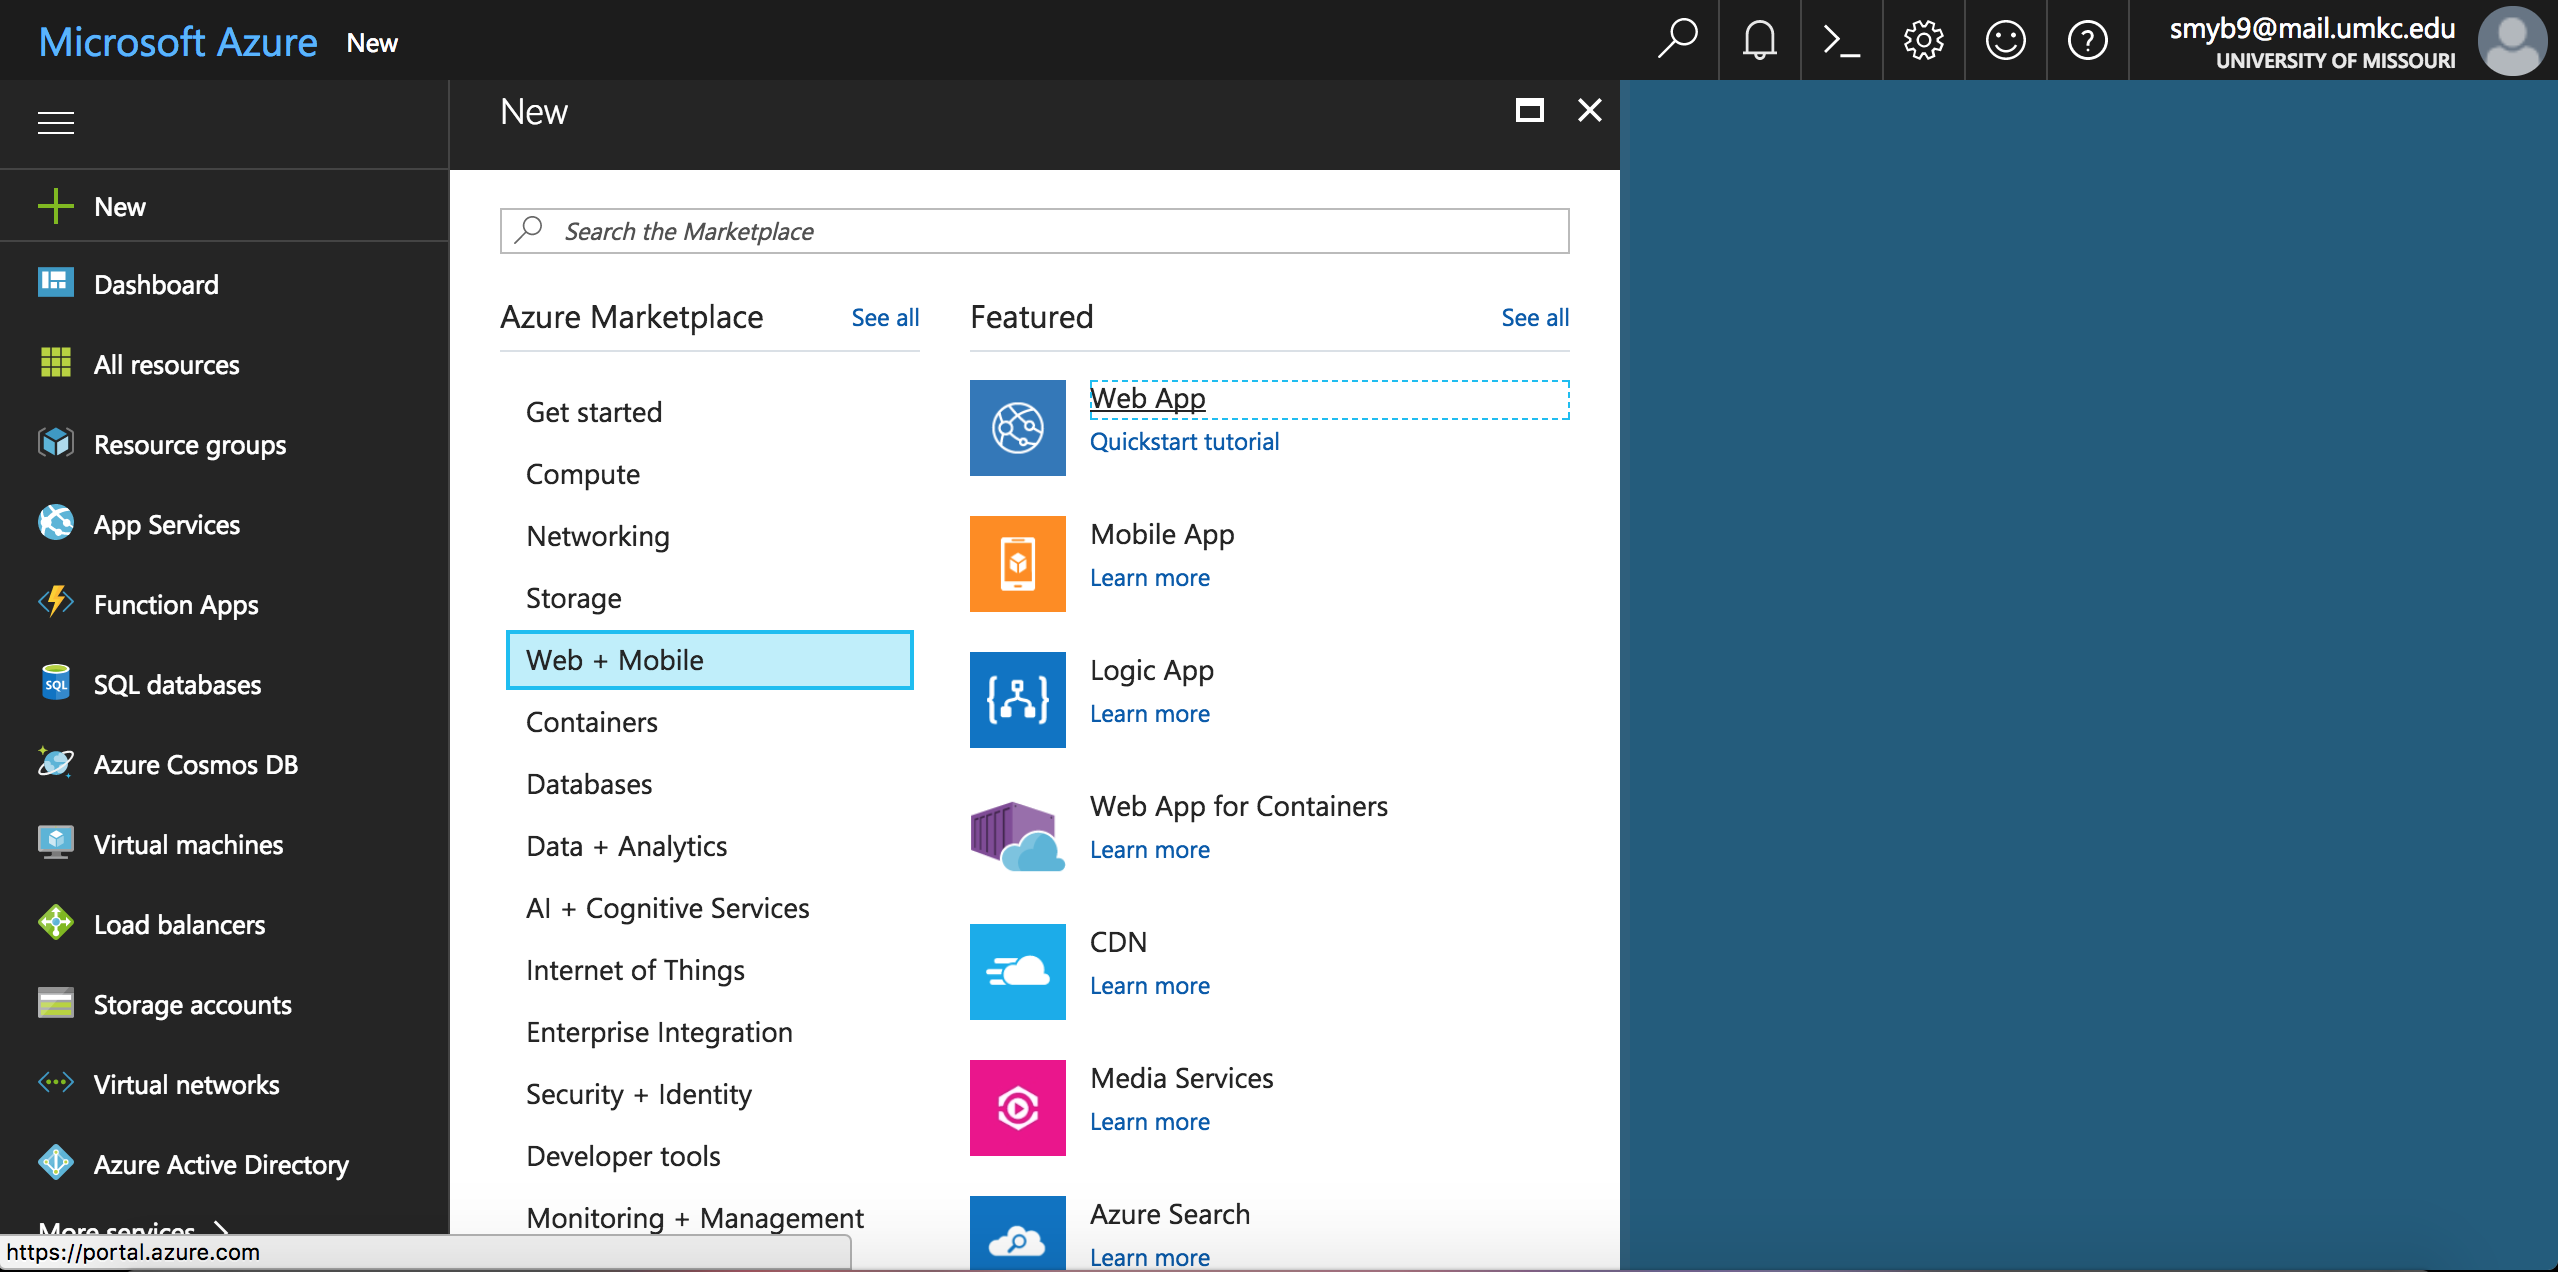 Microsoft Azure New
smyb9@mail.umkc.edu
UNIVERSITY OF MISSOURI
New
Dashboard
All resources
Resource groups
App Services
Function Apps
SQL
SQL databases
Azure Cosmos DB
Virtual machines
Load balancers
Storage accounts
Virtual networks
Azure Active Directory
More services
https://portal.azure.com
New
Search the Marketplace
Azure Marketplace See all
Get started
Compute
Networking
Storage
Web + Mobile
Containers
Databases
Data + Analytics
AI + Cognitive Services
Internet of Things
Enterprise Integration
Security + Identity
Developer tools
Monitoring + Management
Featured See all
Web App
Quickstart tutorial
Mobile App
Learn more
Logic App
Learn more
Web App for Containers
Learn more
CDN
Learn more
Media Services
Learn more
Azure Search
Learn more